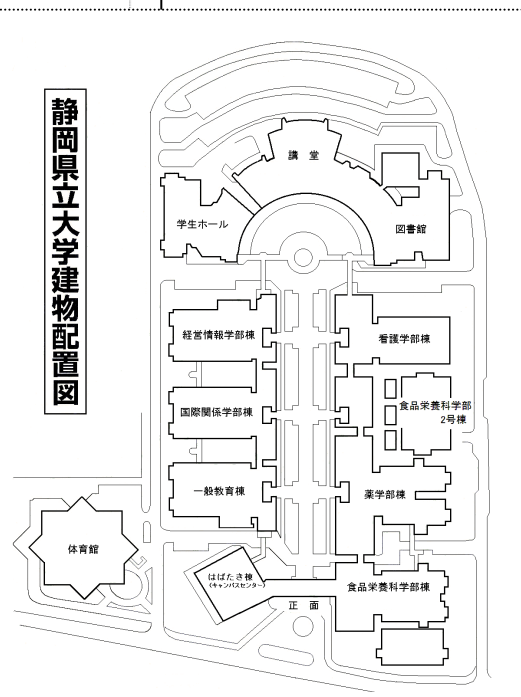 静岡県立大学建物配置図
講堂
学生ホール
図書館
経営情報学部棟
看護学部棟
国際関係学部棟
食品栄養科学部
2号棟
一般教育棟
薬学部棟
体育館
はばたき棟
(キャンパスセンター)
正面
食品栄養科学部棟